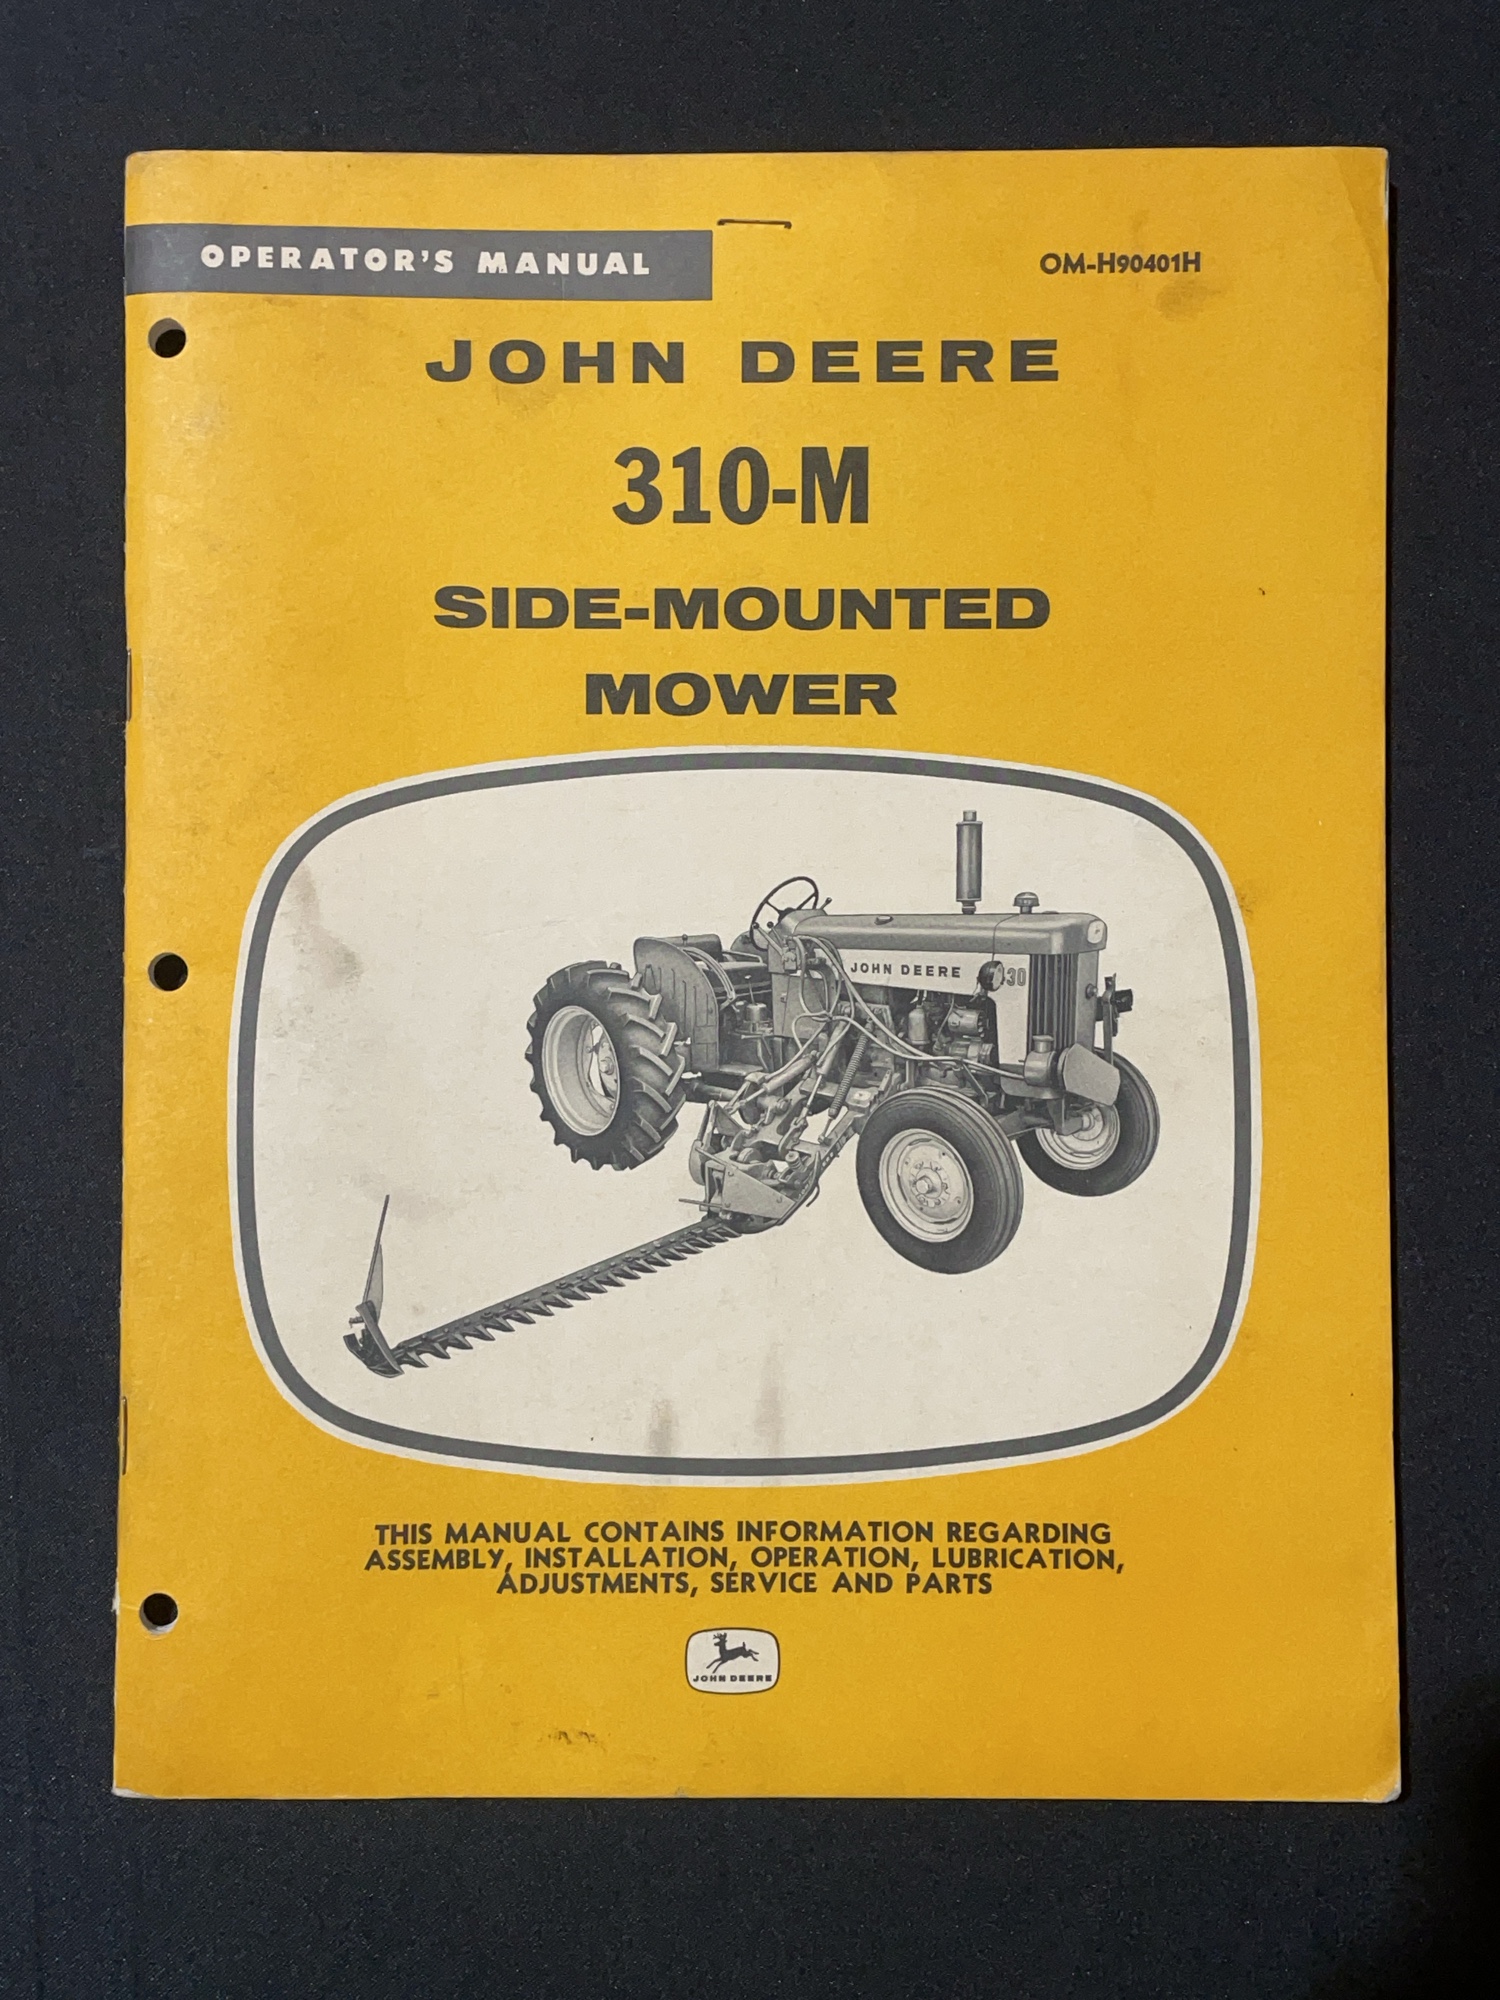 OPERATOR'S MANUAL
OM-H90401H
JOHN DEERE
310-M
SIDE-MOUNTED
MOWER
JOHN DEERE
30
THIS MANUAL CONTAINS INFORMATION REGARDING
ASSEMBLY, INSTALLATION, OPERATION, LUBRICATION,
ADJUSTMENTS, SERVICE AND PARTS
JOHN DEERE